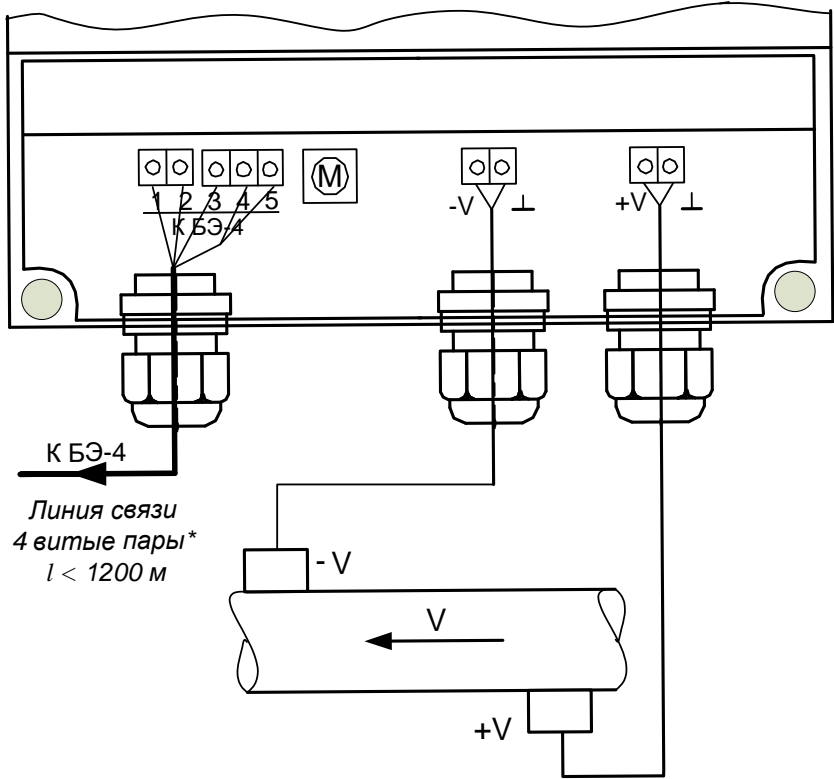 M
1 2 3 4 5
К БЭ-4
-V ⊥
+V ⊥
К БЭ-4
Линия связи
4 витые пары*
l < 1200 м
- V
V
+V